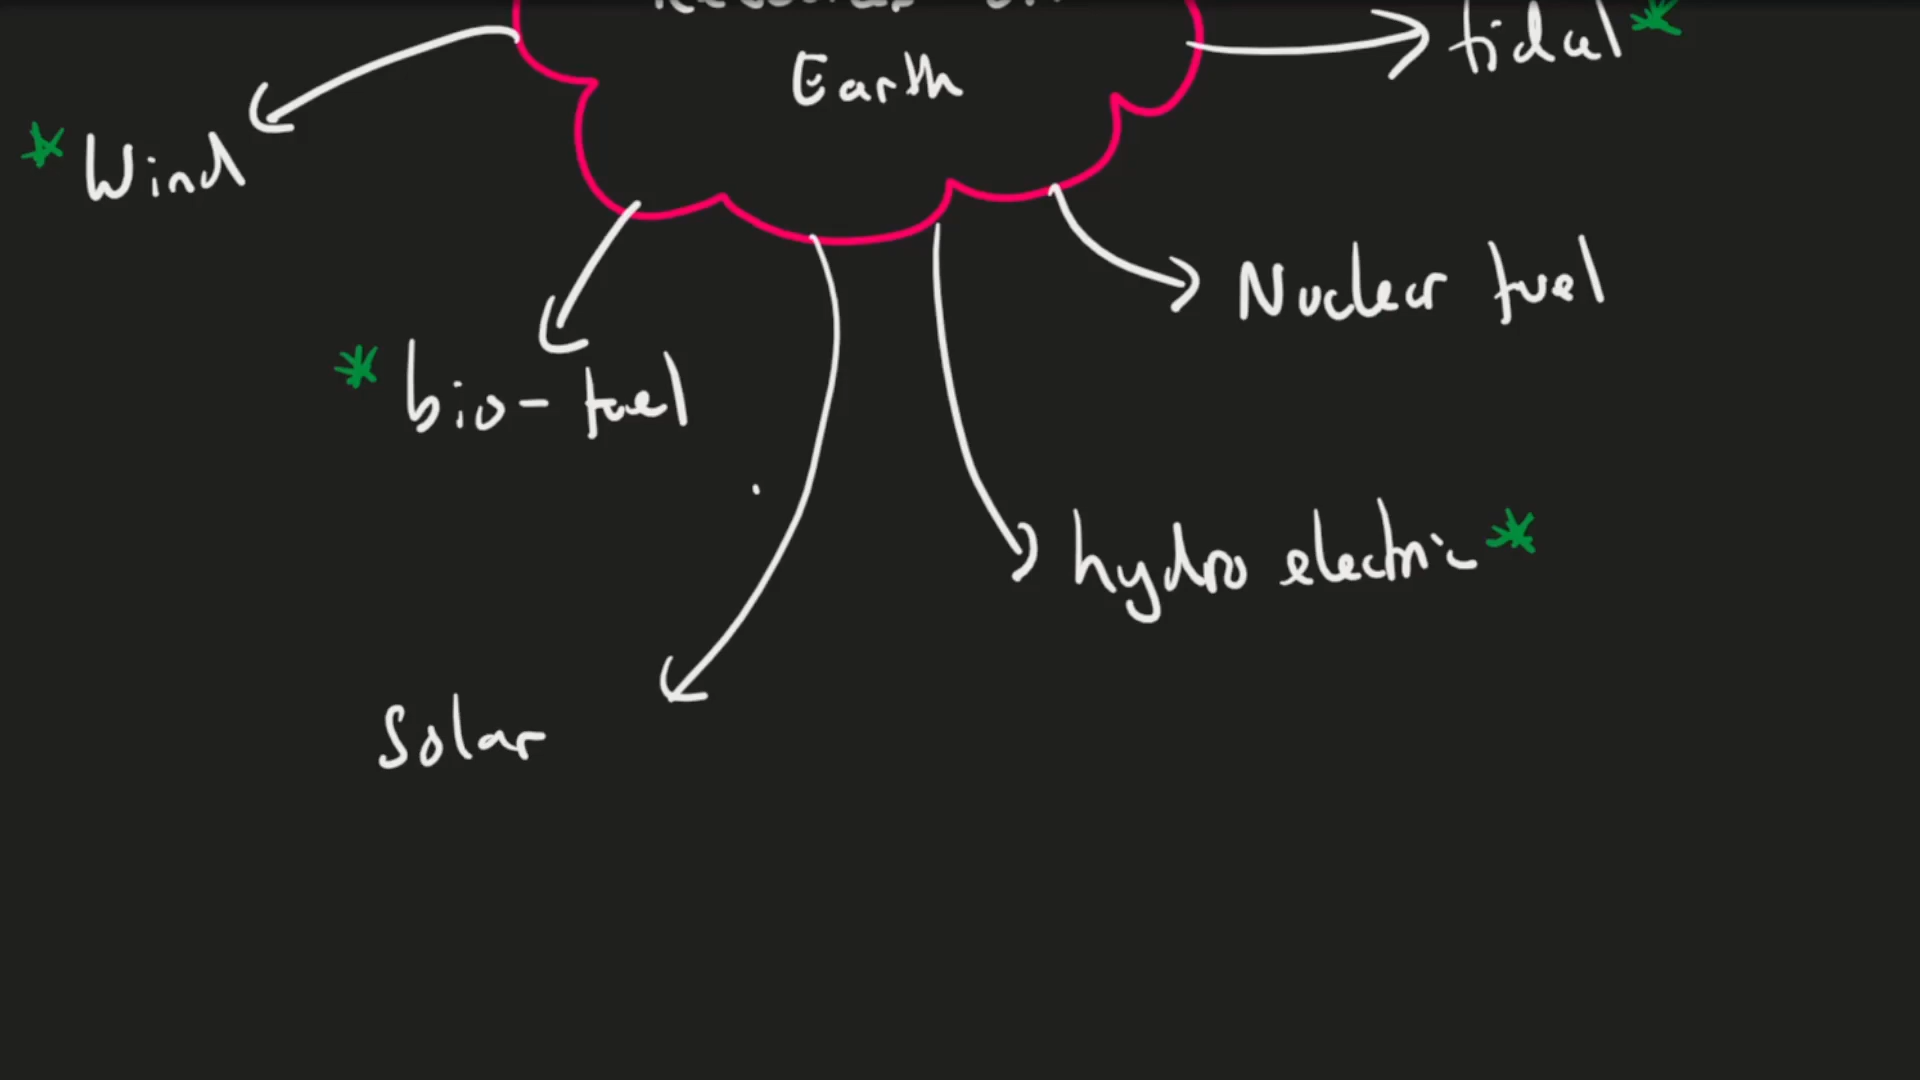 Earth
tidal*
*Wind
Nuclear fuel
*bio-fuel
hydro electric*
Solar